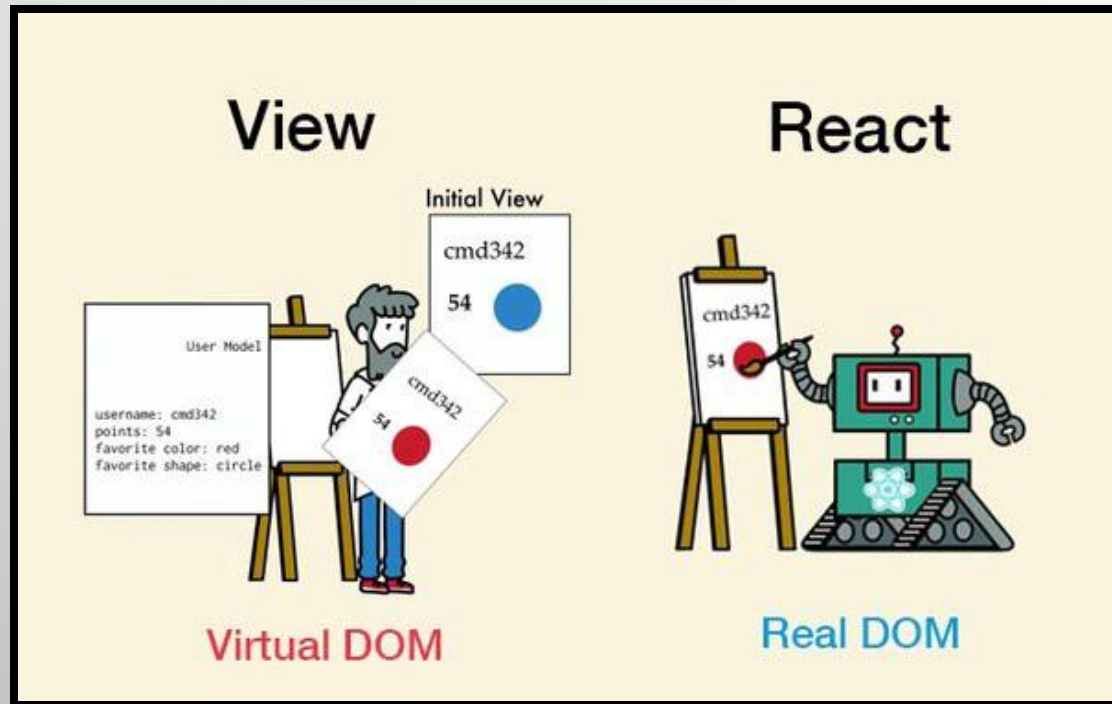 View
React
Initial View
cmd342
54
User Model
username: cmd342
points: 54
favorite color: red
favorite shape: circle
cmd342
54
cmd342
54
Virtual DOM
Real DOM